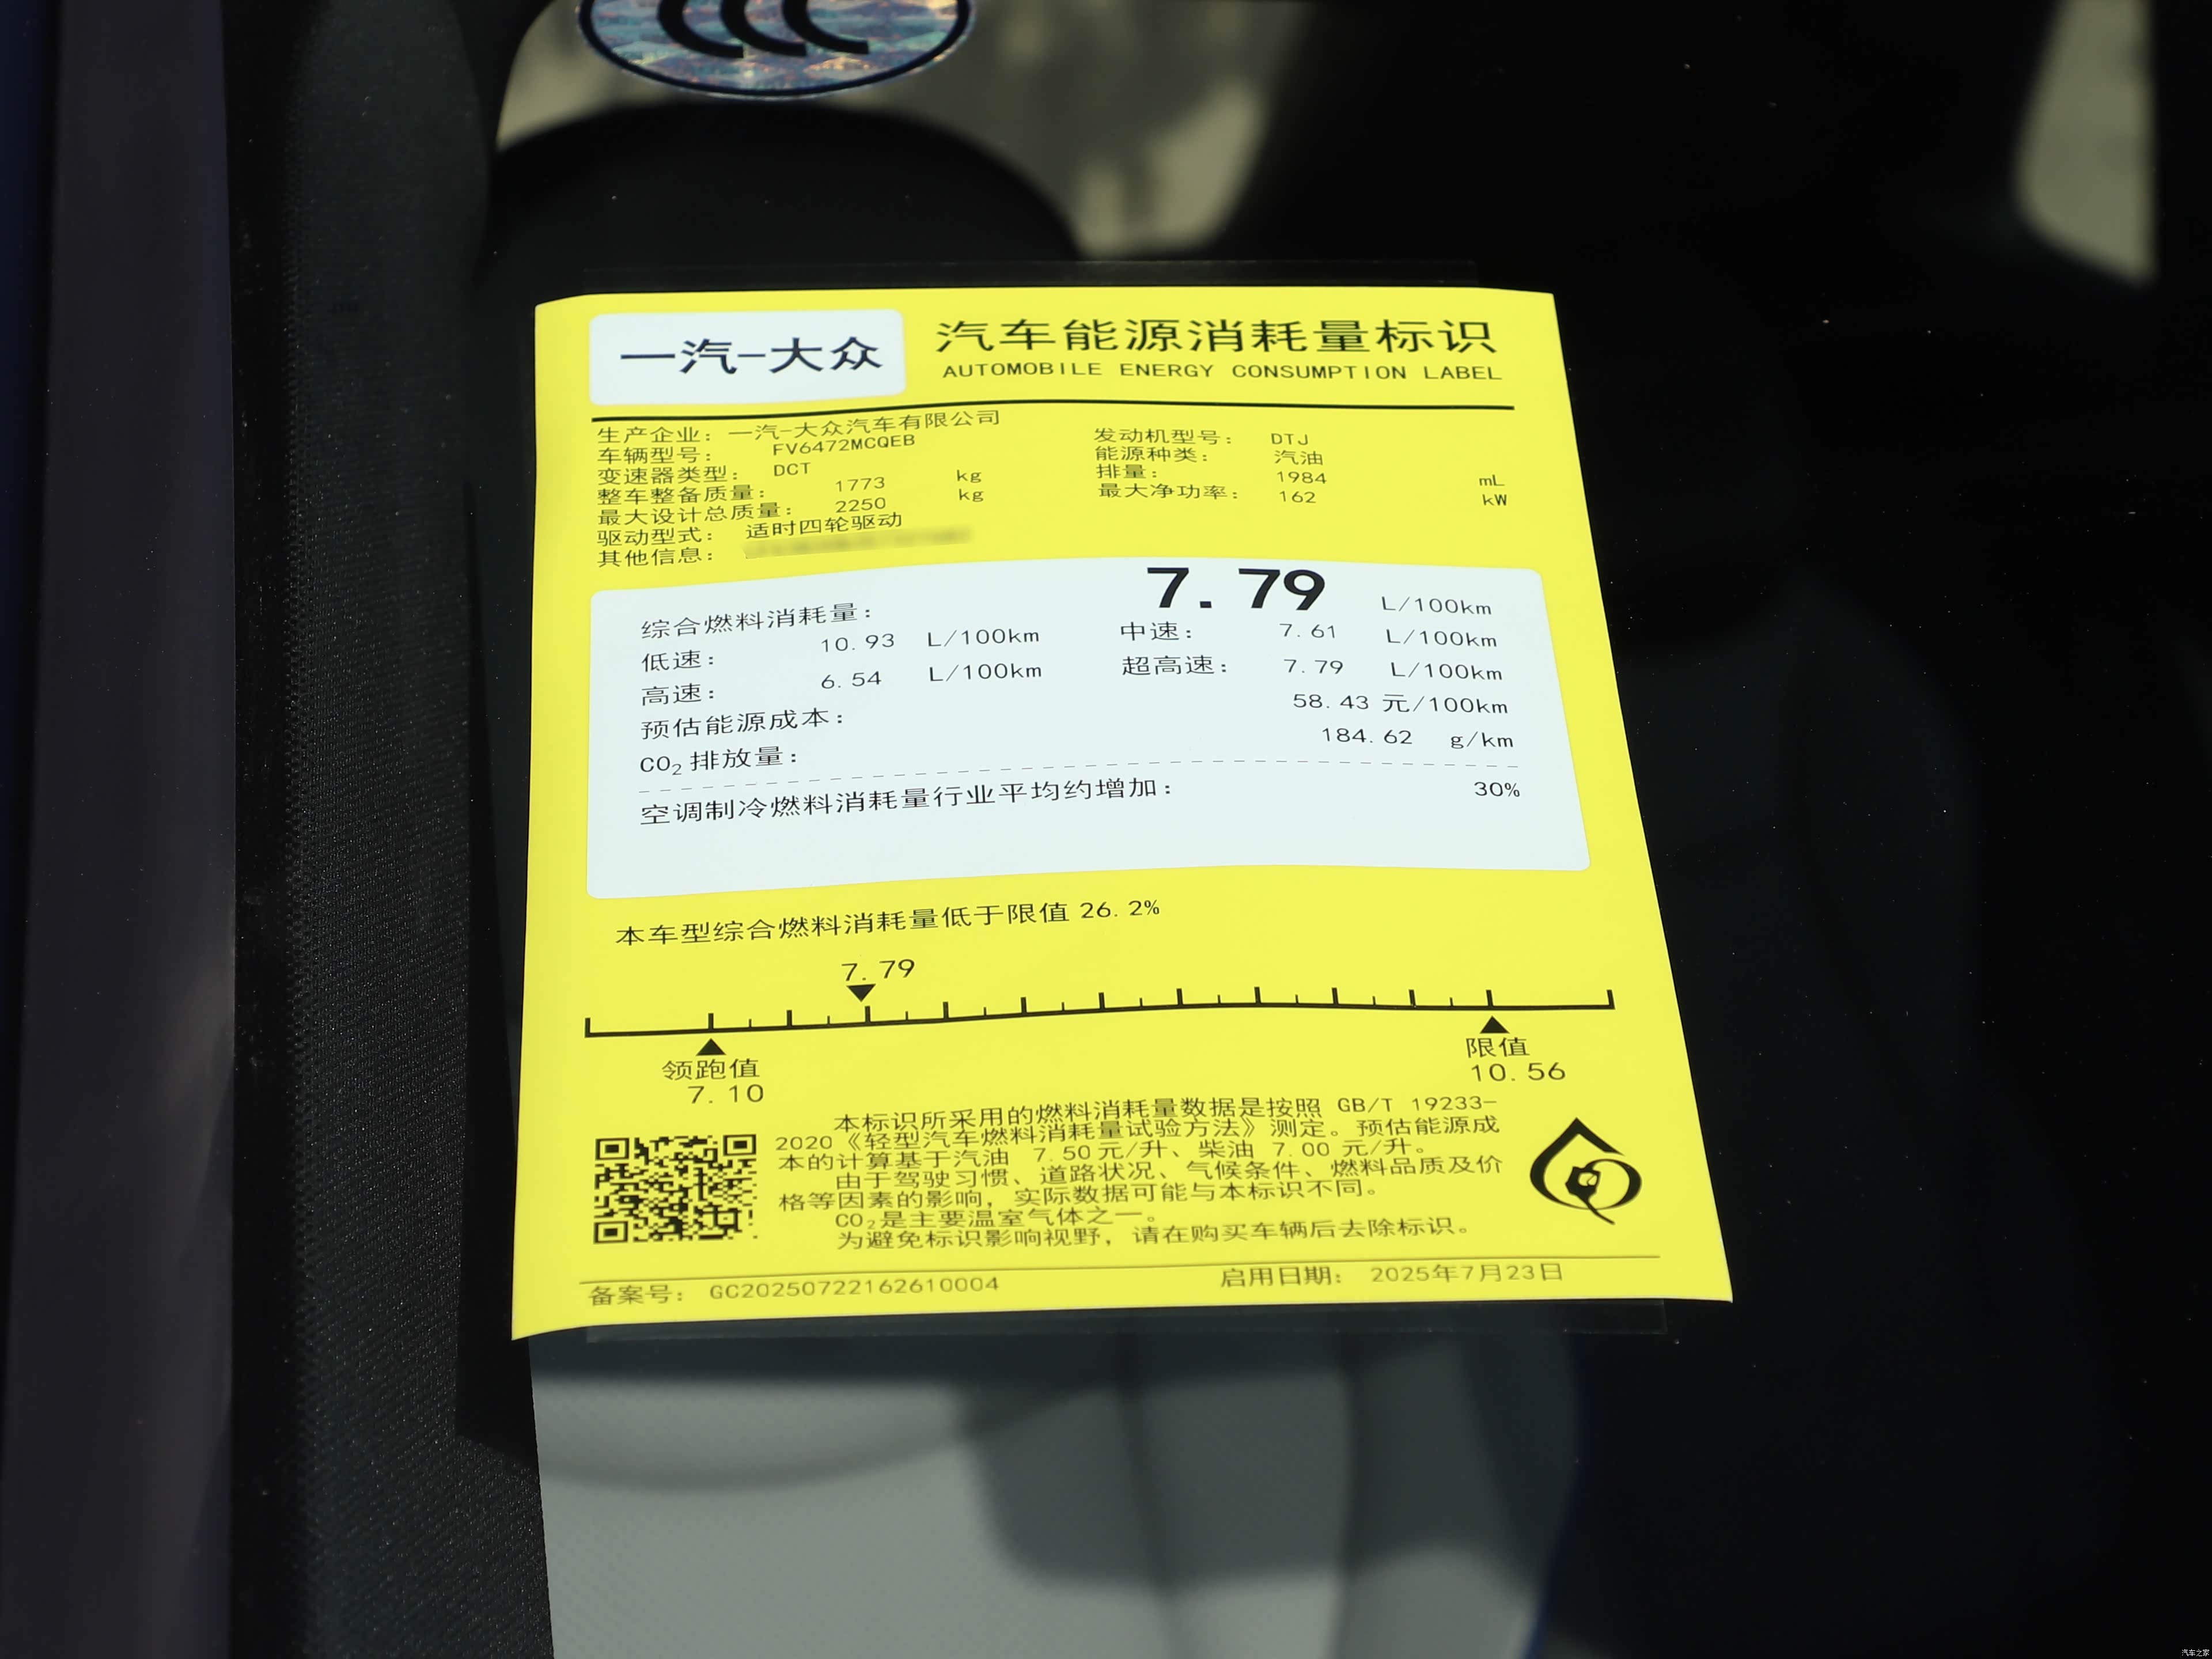 CCC
一汽-大众
汽车能源消耗量标识
AUTOMOBILE ENERGY CONSUMPTION LABEL
生产企业: 一汽-大众汽车有限公司
车辆型号: FV6472MCQEB
变速器类型: DCT
整车整备质量: 1773 kg
最大设计总质量: 2250 kg
驱动型式: 适时四轮驱动
其他信息:
发动机型号: DTJ
能源种类: 汽油
排量: 1984 mL
最大净功率: 162 kW
综合燃料消耗量: 7.79 L/100km
低速: 10.93 L/100km 中速: 7.61 L/100km
高速: 6.54 L/100km 超高速: 7.79 L/100km
预估能源成本: 58.43 元/100km
CO₂排放量: 184.62 g/km
空调制冷燃料消耗量行业平均约增加: 30%
本车型综合燃料消耗量低于限值 26.2%
7.79
领跑值
7.10
限值
10.56
本标识所采用的燃料消耗量数据是按照 GB/T 19233-
2020《轻型汽车燃料消耗量试验方法》测定。预估能源成
本的计算基于汽油 7.50元/升、柴油 7.00 元/升。
由于驾驶习惯、道路状况、气候条件、燃料品质及价
格等因素的影响,实际数据可能与本标识不同。
CO₂是主要温室气体之一。
为避免标识影响视野,请在购买车辆后去除标识。
备案号: GC20250722162610004 启用日期: 2025年7月23日
汽车之家